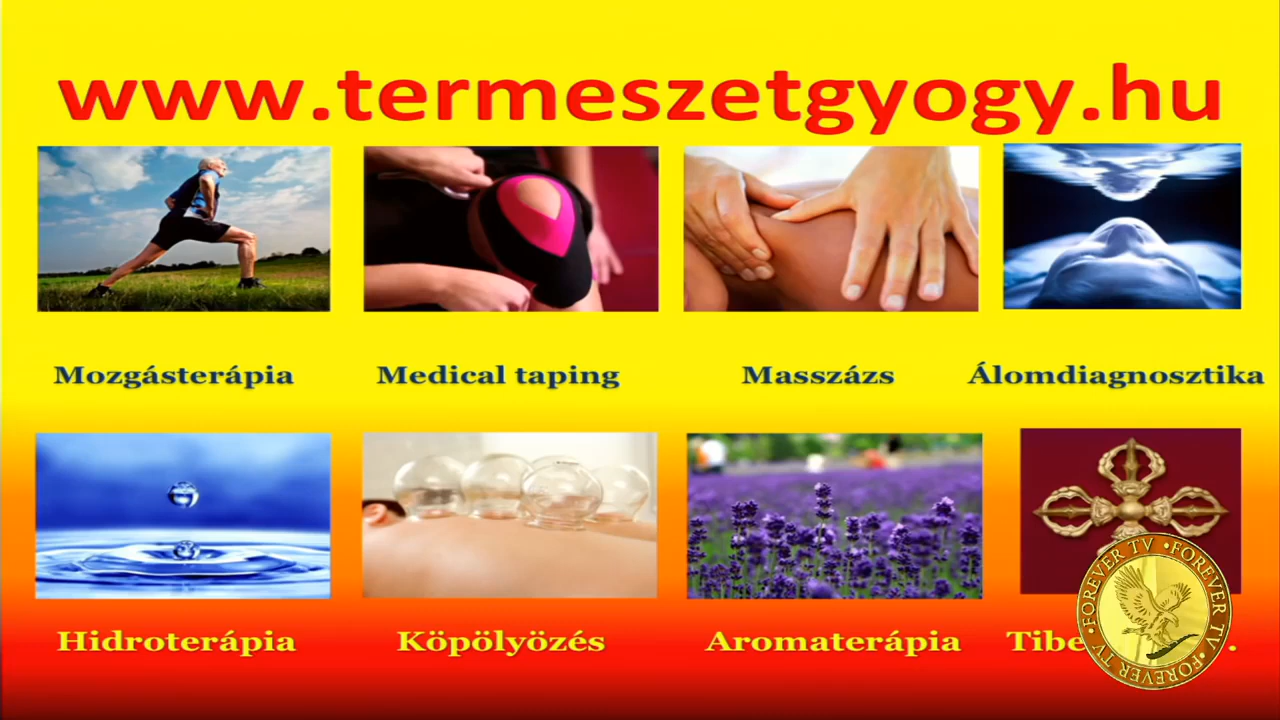 www.termeszetgyogy.hu
Mozgásterápia
Medical taping
Masszázs
Álomdiagnosztika
Hidroterápia
Köpölyözés
Aromaterápia
FOREVER TV • FOREVER TV • FOREVER TV •